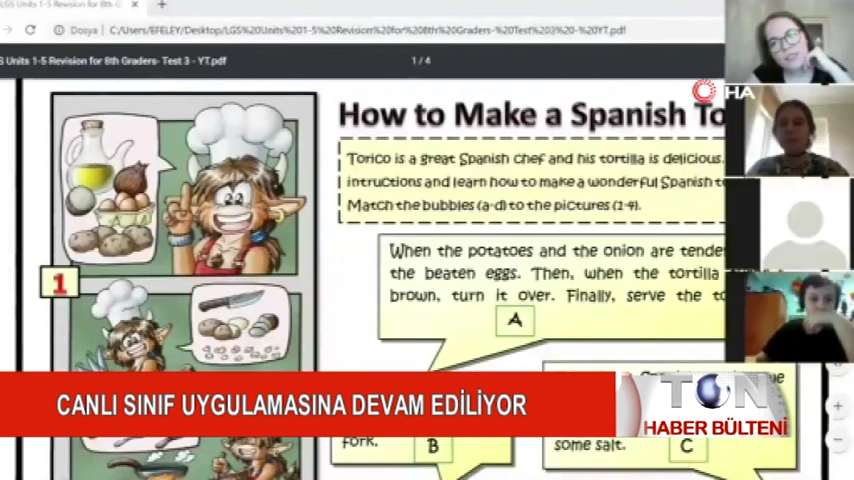 LGS Units 1-5 Revision for 8th G
Dosya
C:/Users/EFELEY/Desktop/LGS%20Units%201-5%20Revision%20for%208th%20Graders-%20Test%203%20-%20YT.pdf
S Units 1-5 Revision for 8th Graders- Test 3 - YT.pdf
1 / 4
HA
How to Make a Spanish To
Torico is a great Spanish chef and his tortilla is delicious.
intructions and learn how to make a wonderful Spanish t
Match the bubbles (a-d) to the pictures (1-4).
When the potatoes and the onion are tende
the beaten eggs. Then, when the tortilla
brown, turn it over. Finally, serve the to
A
1
CANLI SINIF UYGULAMASINA DEVAM EDİLİYOR
TON
HABER BÜLTENİ
fork.
B
some salt.
C